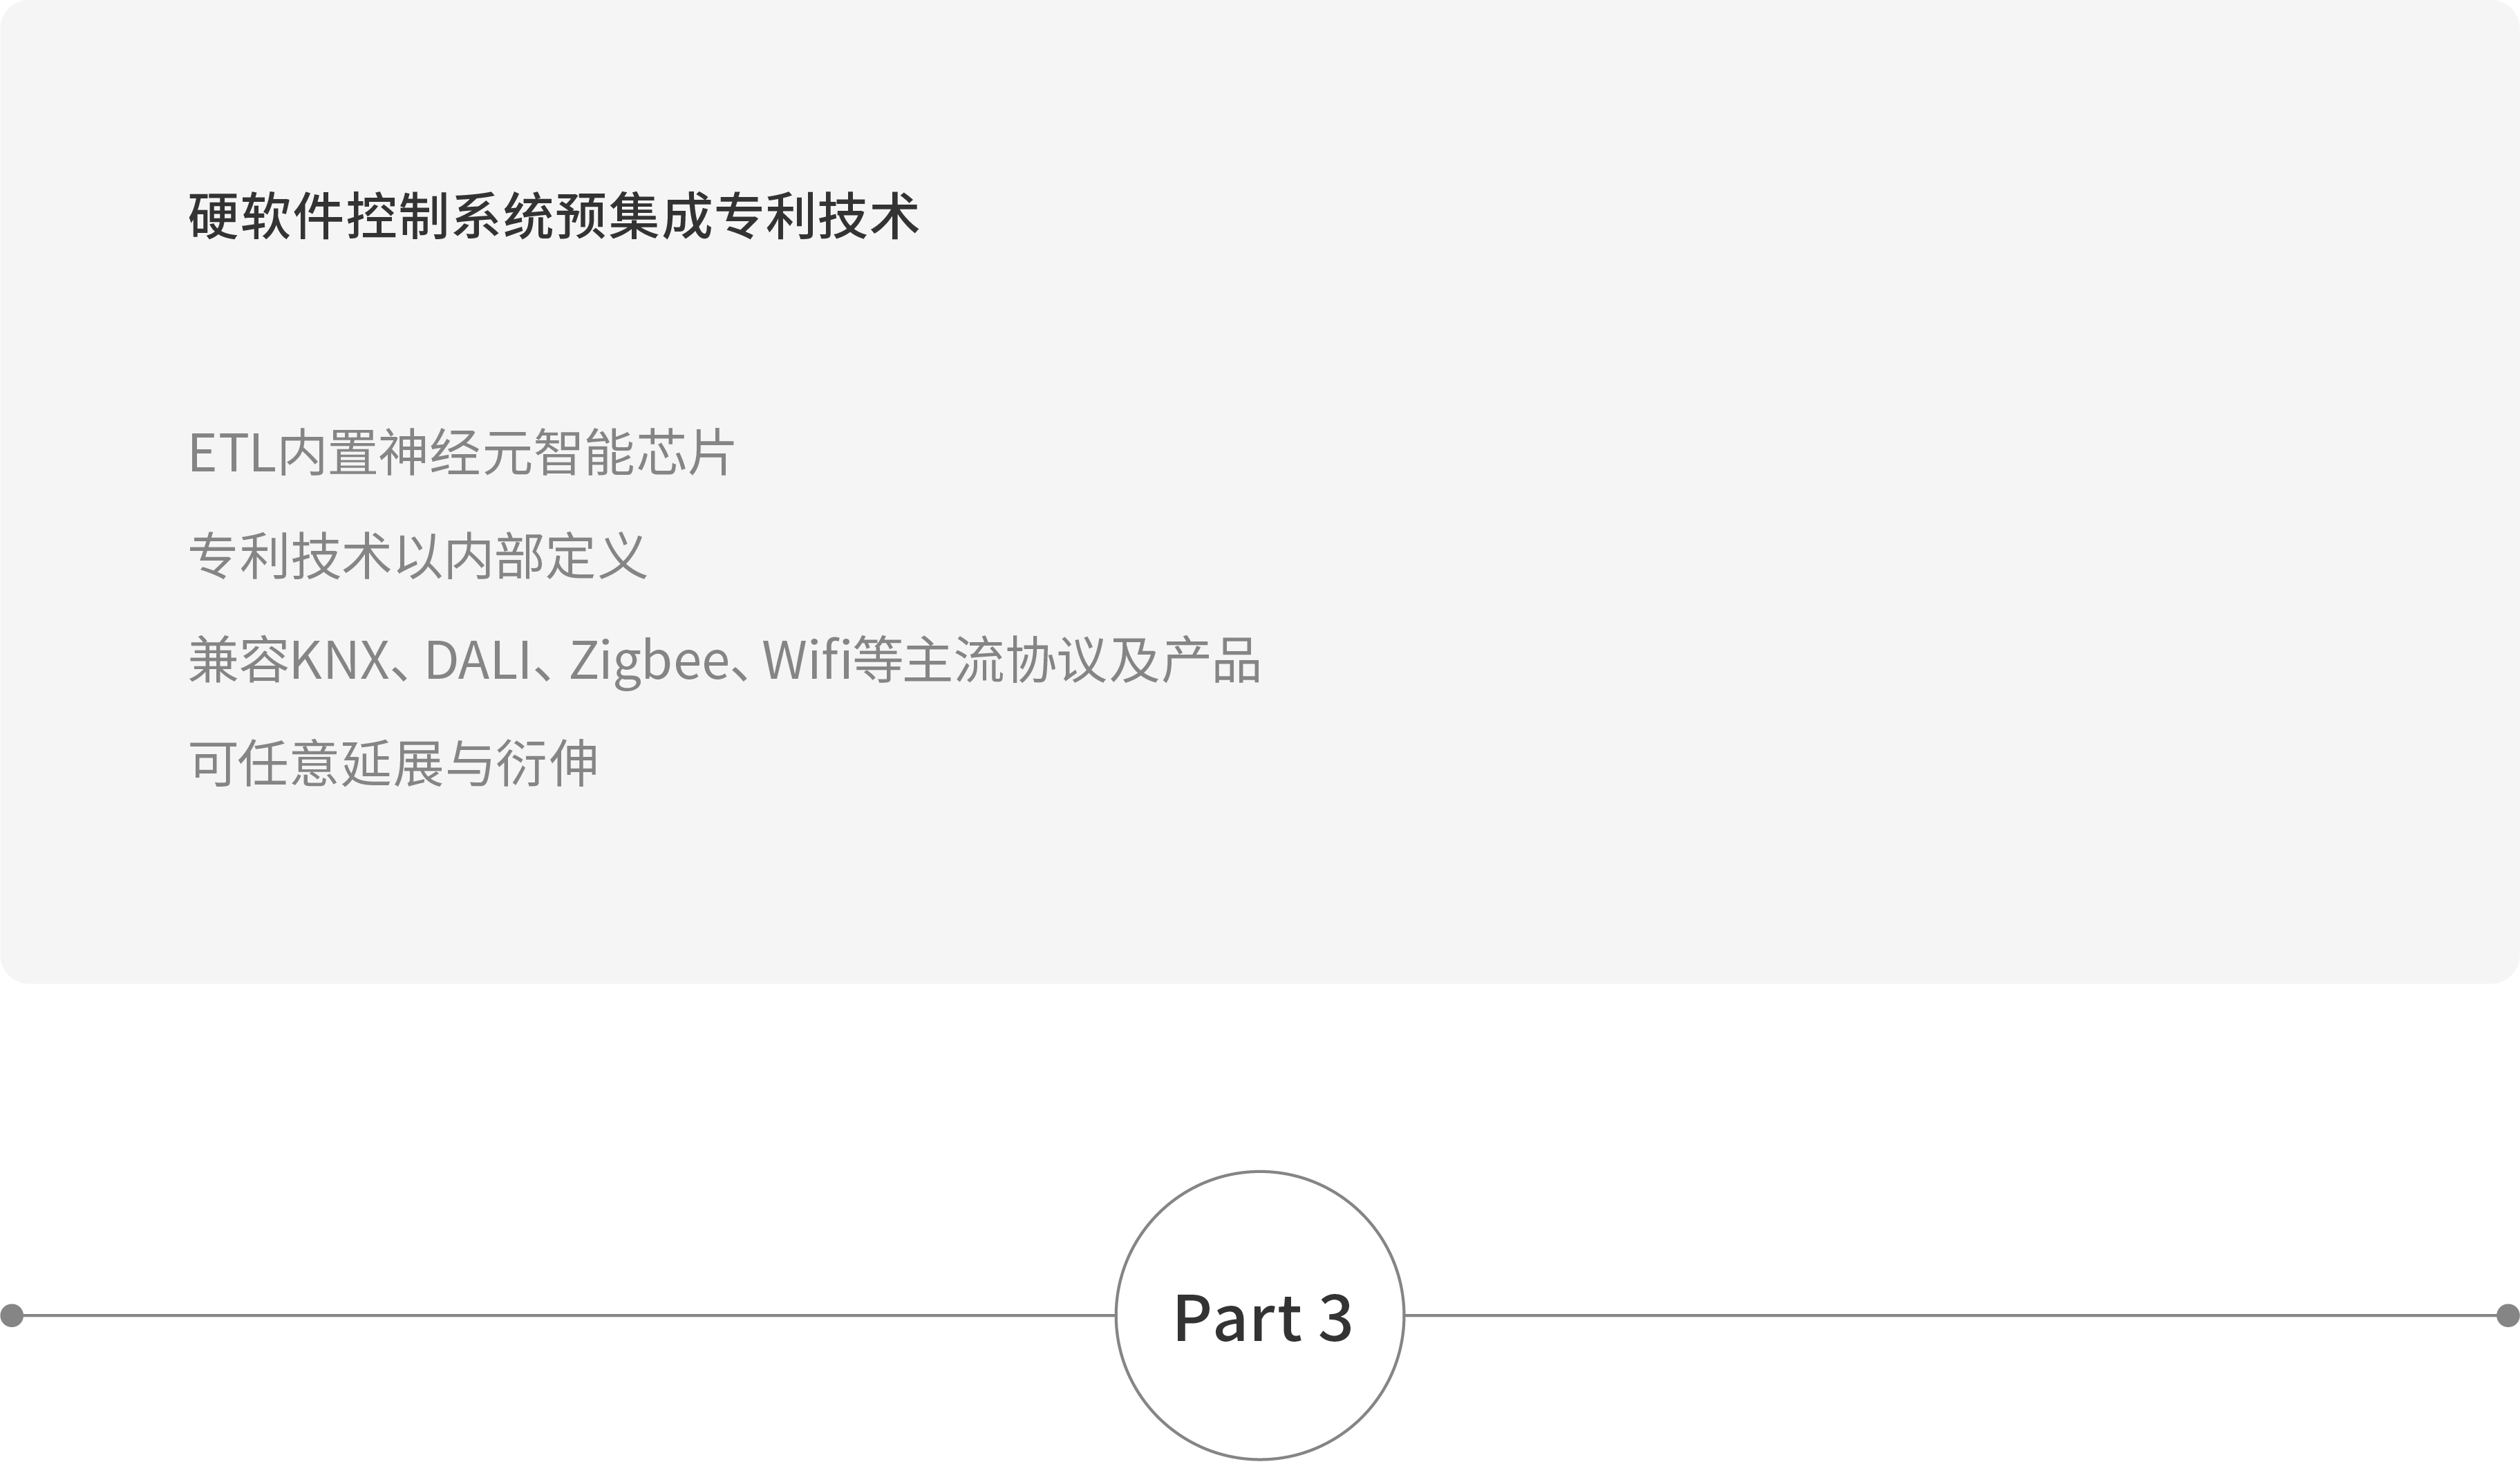 硬软件控制系统预集成专利技术
ETL内置神经元智能芯片
专利技术以内部定义
兼容KNX、DALI、Zigbee、Wifi等主流协议及产品
可任意延展与衍伸
Part 3